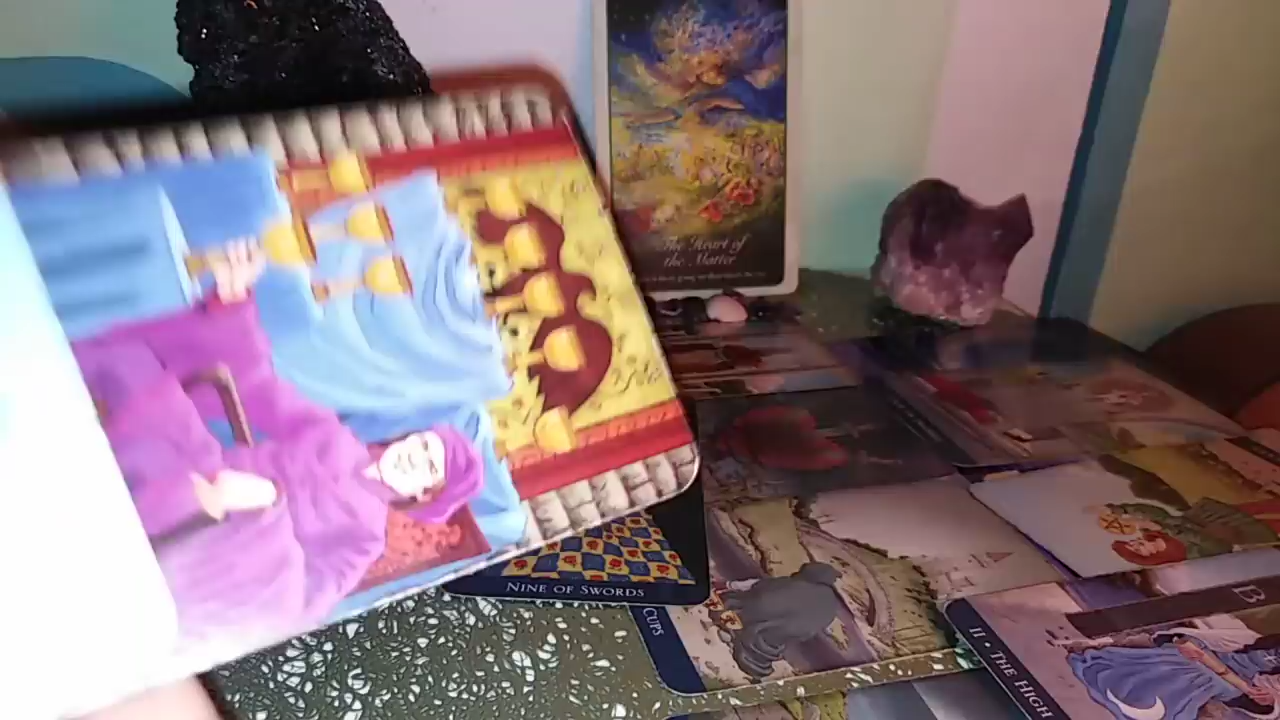 The Heart of
the Matter
NINE OF SWORDS
CUPS
II • THE HIGH
B